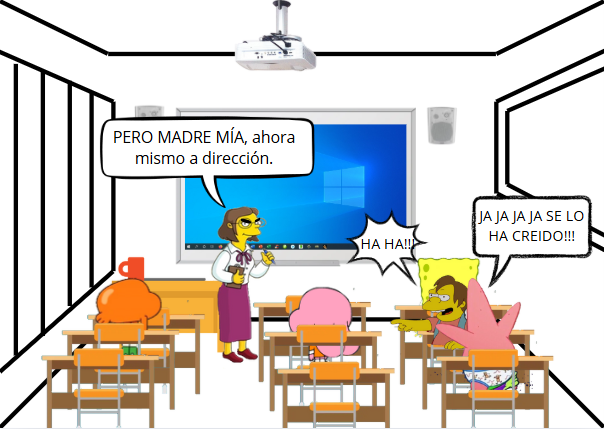 PERO MADRE MÍA, ahora
mismo a dirección.
HA HA!!!
JA JA JA JA SE LO
HA CREIDO!!!